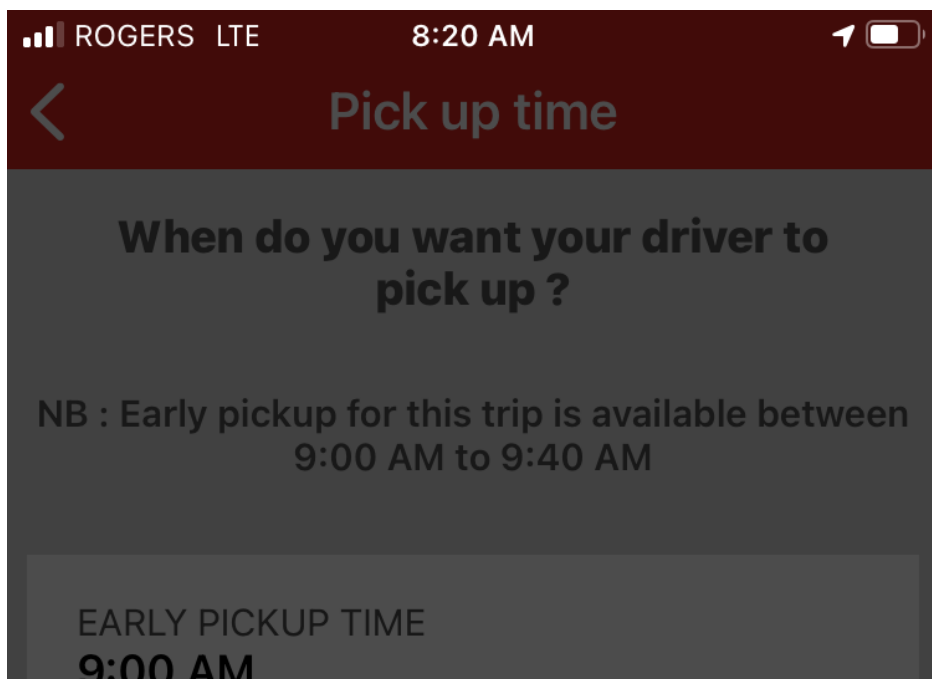 ROGERS LTE 8:20 AM
Pick up time
When do you want your driver to
pick up ?
NB : Early pickup for this trip is available between
9:00 AM to 9:40 AM
EARLY PICKUP TIME
9:00 AM